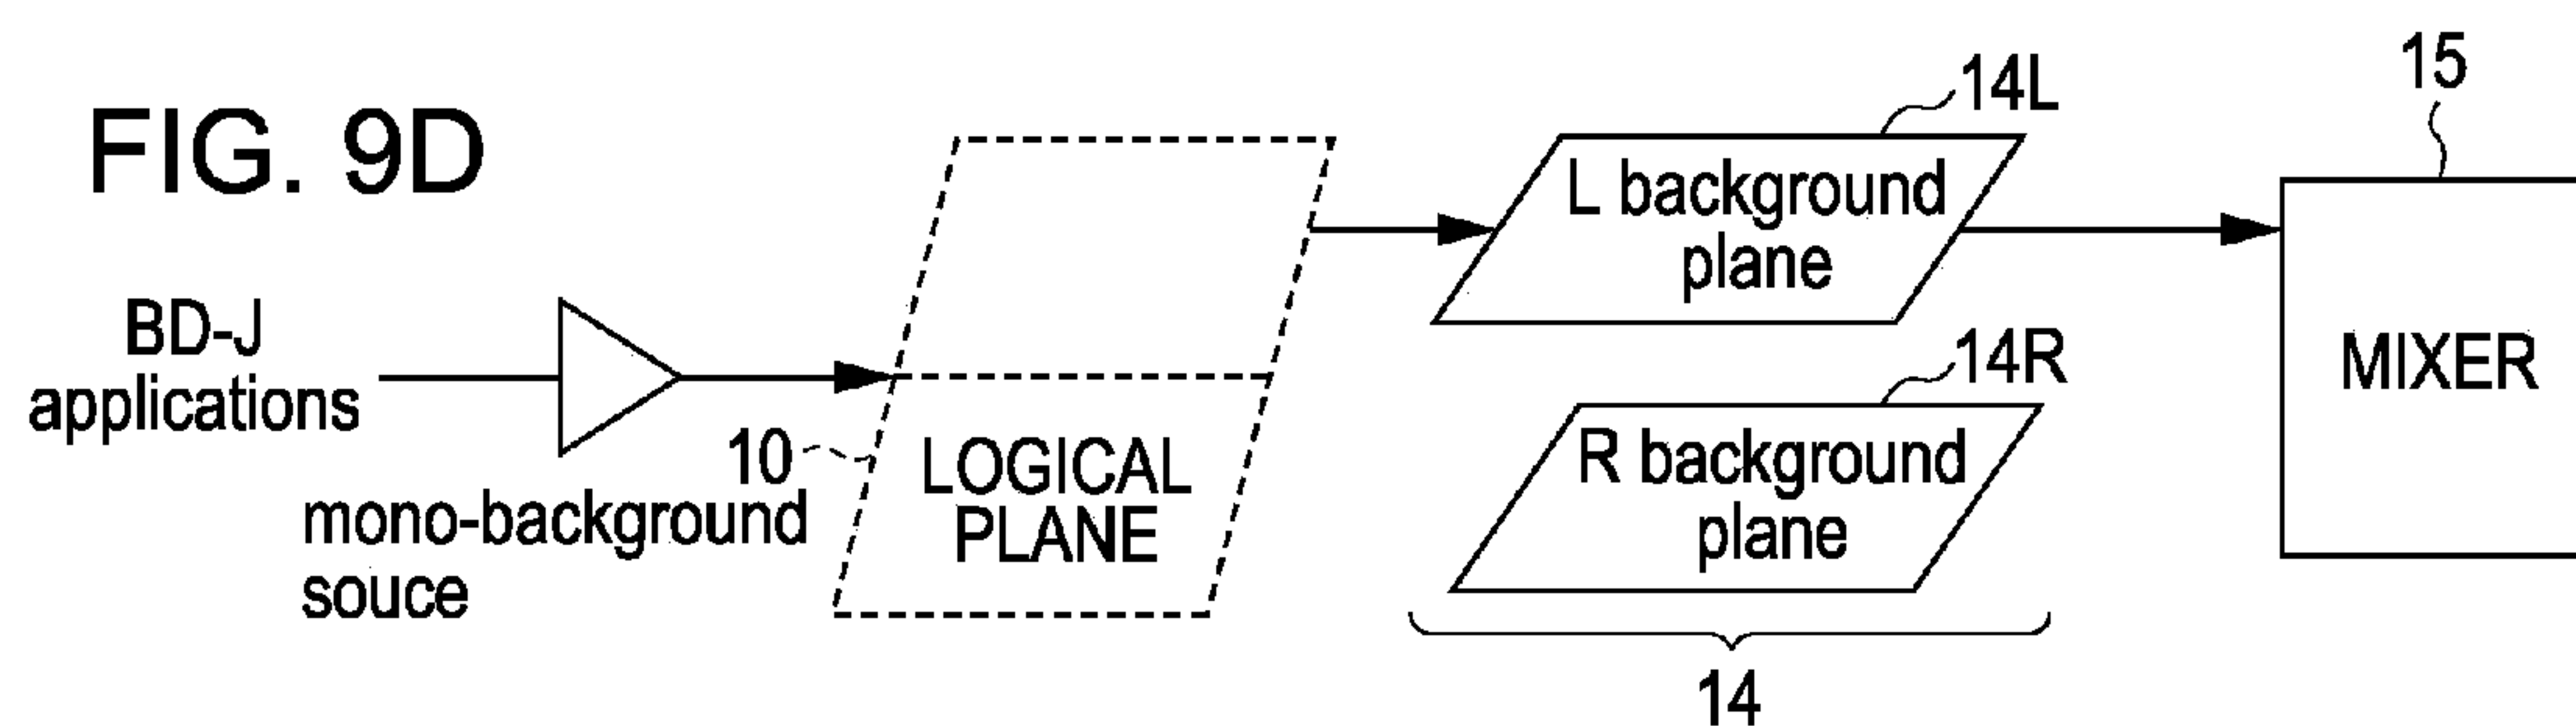 FIG. 9D
BD-J
applications
mono-background
souce
10
LOGICAL
PLANE
14L
L background
plane
14R
R background
plane
14
15
MIXER